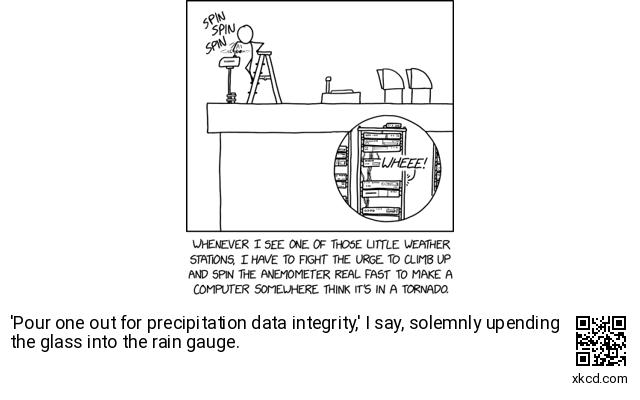 SPIN
SPIN
SPIN
WHEEE!
WHENEVER I SEE ONE OF THOSE LITTLE WEATHER
STATIONS, I HAVE TO FIGHT THE URGE TO CLIMB UP
AND SPIN THE ANEMOMETER REAL FAST TO MAKE A
COMPUTER SOMEWHERE THINK IT'S IN A TORNADO.
'Pour one out for precipitation data integrity,' I say, solemnly upending
the glass into the rain gauge.
xkcd.com